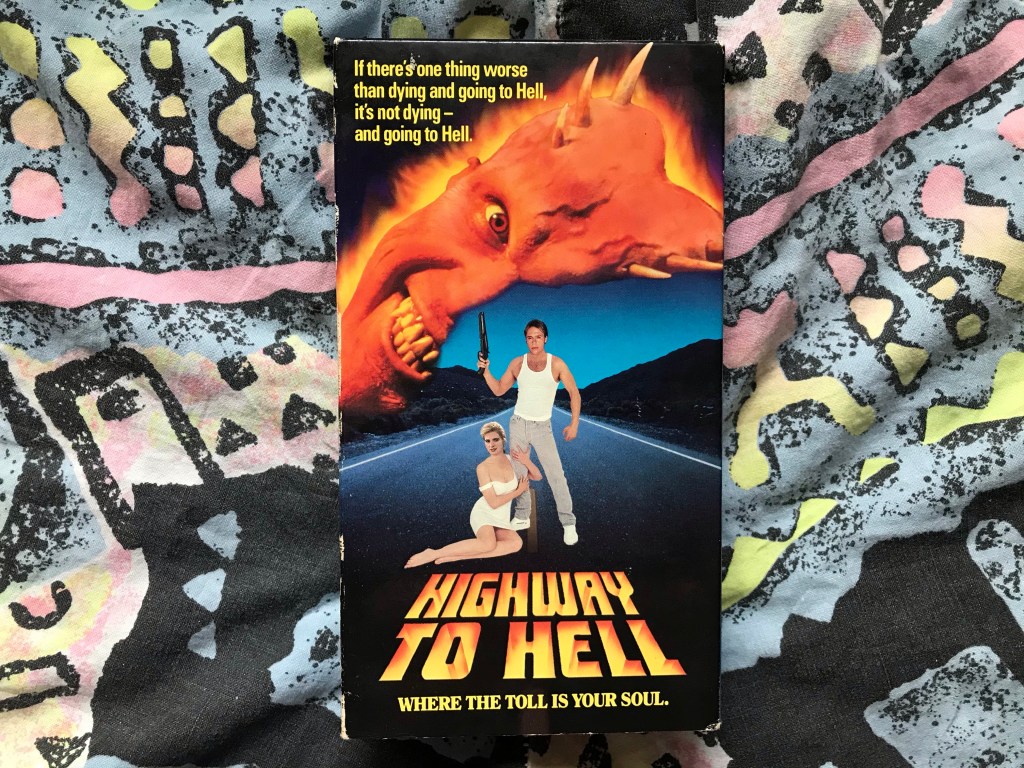 If there's one thing worse
than dying and going to Hell,
it's not dying –
and going to Hell.
HIGHWAY
TO HELL
WHERE THE TOLL IS YOUR SOUL.